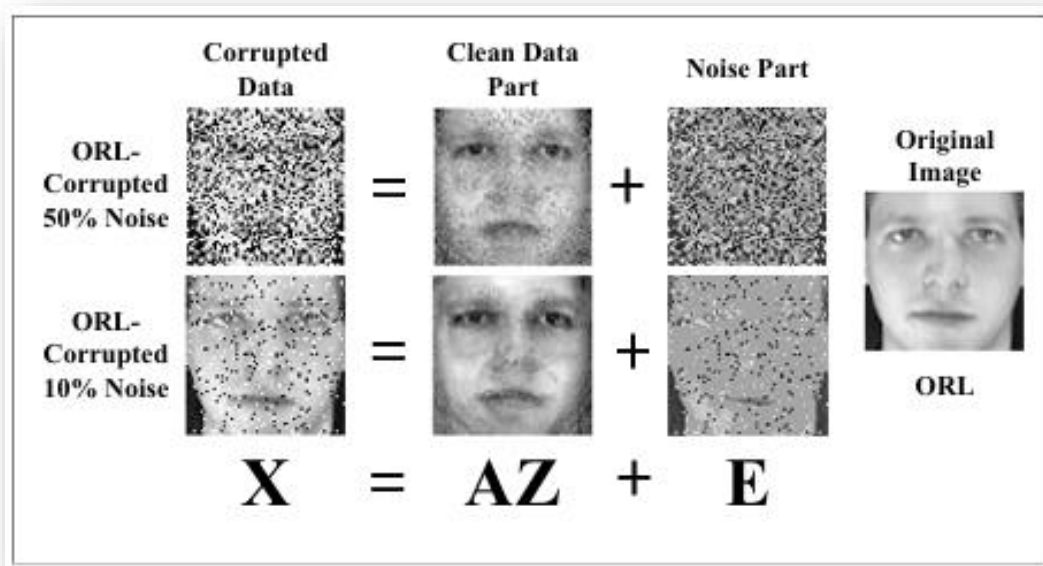 Corrupted
Data
Clean Data
Part
Noise Part
ORL-
Corrupted
50% Noise
=
+
Original
Image
ORL-
Corrupted
10% Noise
=
+
ORL
X = AZ + E